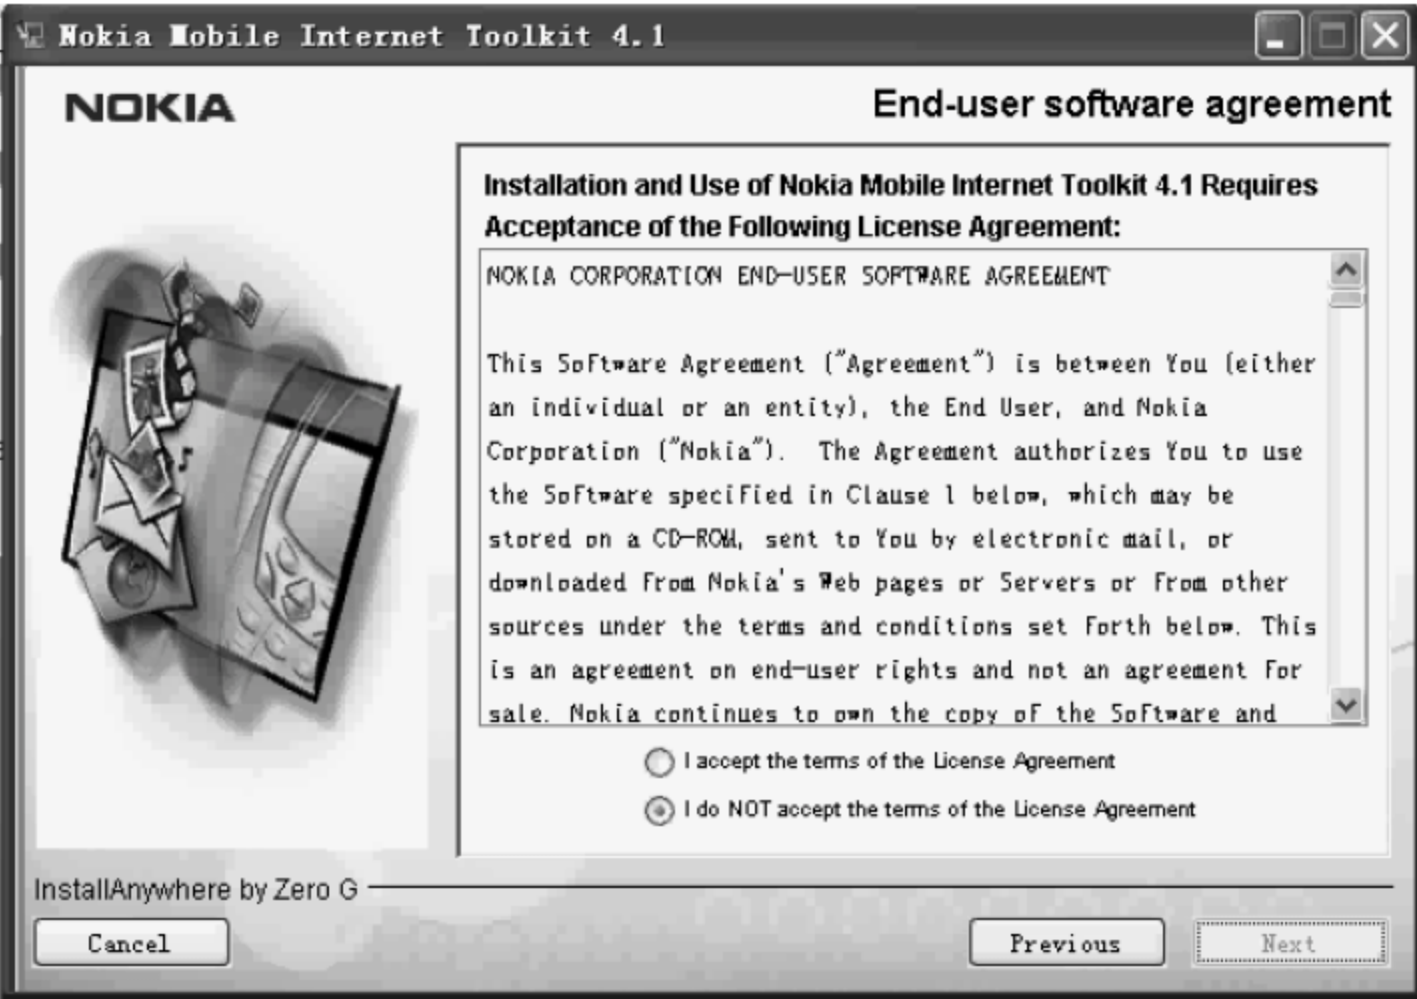 Nokia Mobile Internet Toolkit 4.1
NOKIA
End-user software agreement
Installation and Use of Nokia Mobile Internet Toolkit 4.1 Requires
Acceptance of the Following License Agreement:
NOKIA CORPORATION END-USER SOFTWARE AGREEMENT
This Software Agreement ("Agreement") is between You (either
an individual or an entity), the End User, and Nokia
Corporation ("Nokia").  The Agreement authorizes You to use
the Software specified in Clause 1 below, which may be
stored on a CD-ROM, sent to You by electronic mail, or
downloaded from Nokia's Web pages or Servers or from other
sources under the terms and conditions set forth below. This
is an agreement on end-user rights and not an agreement for
sale. Nokia continues to own the copy of the Software and
I accept the terms of the License Agreement
I do NOT accept the terms of the License Agreement
InstallAnywhere by Zero G
Cancel
Previous
Next